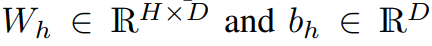 W_h ∈ ℝ^{H×D} and b_h ∈ ℝ^D